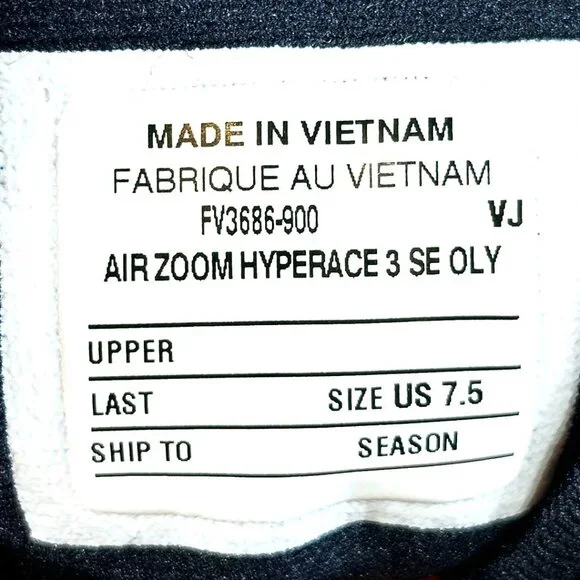 MADE IN VIETNAM
FABRIQUE AU VIETNAM
FV3686-900 VJ
AIR ZOOM HYPERACE 3 SE OLY
UPPER
LAST SIZE US 7.5
SHIP TO SEASON